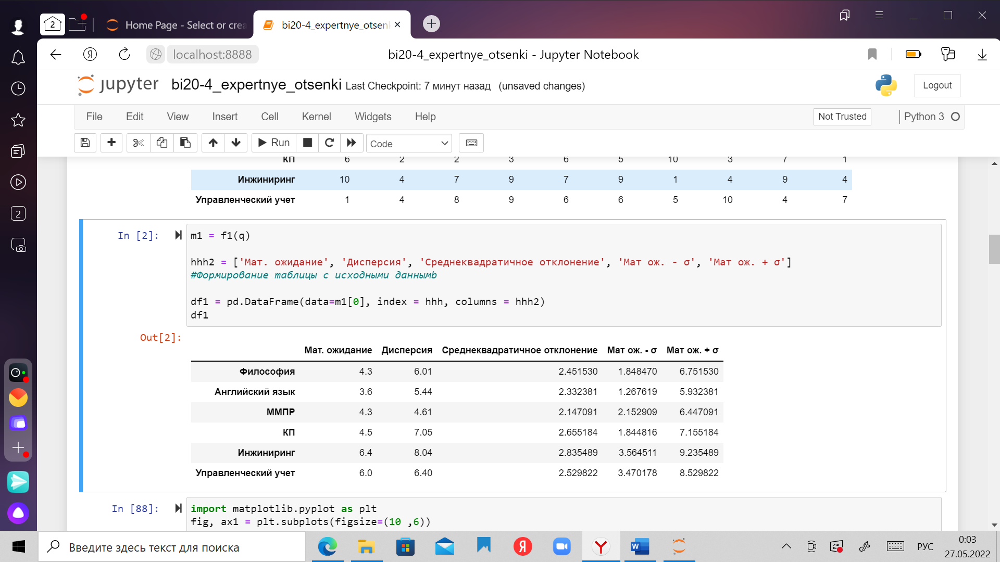 2
Home Page - Select or crea
bi20-4_expertnye_otsen
localhost:8888
bi20-4_expertnye_otsenki - Jupyter Notebook
jupyter bi20-4_expertnye_otsenki Last Checkpoint: 7 минут назад (unsaved changes)
Logout
File Edit View Insert Cell Kernel Widgets Help
Not Trusted
Python 3
Run
Code
КП 6 2 2 3 6 5 10 3 7 1
Инжиниринг 10 4 7 9 7 9 1 4 9 4
Управленческий учет 1 4 8 9 6 6 5 10 4 7
2
In [2]:
m1 = f1(q)
hhh2 = ['Мат. ожидание', 'Дисперсия', 'Среднеквадратичное отклонение', 'Мат ож. - σ', 'Мат ож. + σ']
#Формирование таблицы с исходными данныmb
df1 = pd.DataFrame(data=m1[0], index = hhh, columns = hhh2)
df1
Out[2]:
Мат. ожидание Дисперсия Среднеквадратичное отклонение Мат ож. - σ Мат ож. + σ
Философия 4.3 6.01 2.451530 1.848470 6.751530
Английский язык 3.6 5.44 2.332381 1.267619 5.932381
ММПР 4.3 4.61 2.147091 2.152909 6.447091
КП 4.5 7.05 2.655184 1.844816 7.155184
Инжиниринг 6.4 8.04 2.835489 3.564511 9.235489
Управленческий учет 6.0 6.40 2.529822 3.470178 8.529822
In [88]:
import matplotlib.pyplot as plt
fig, ax1 = plt.subplots(figsize=(10 ,6))
Введите здесь текст для поиска
РУС
0:03
27.05.2022